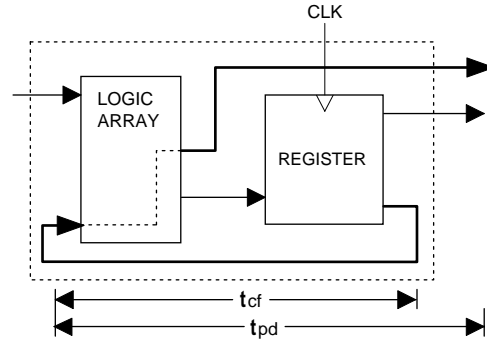 CLK
LOGIC
ARRAY
REGISTER
tcf
tpd